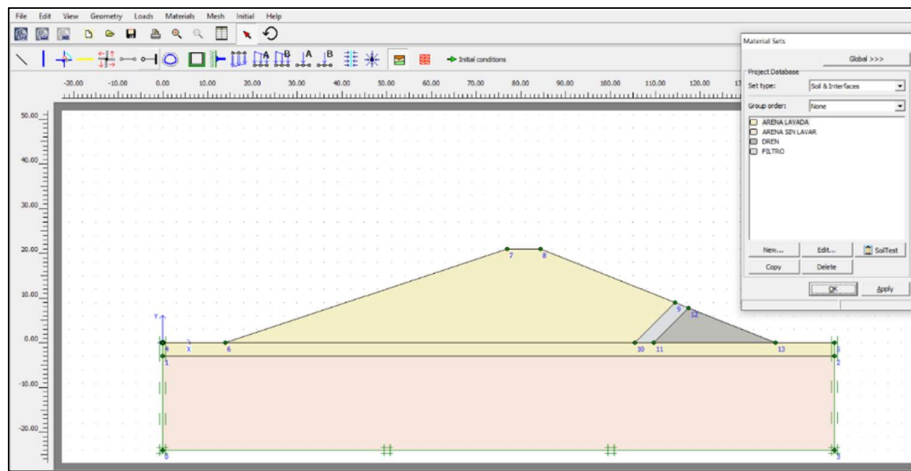 File Edit View Geometry Loads Materials Mesh Initial Help
Initial conditions
-20.00 -10.00 0.00 10.00 20.00 30.00 40.00 50.00 60.00 70.00 80.00 90.00 100.00 110.00 120.00
50.00
40.00
30.00
20.00
10.00
0.00
-10.00
-20.00
Material Sets
Global >>>
Project Database
Set type: Soil & Interfaces
Group order: None
ARENA LAVADA
ARENA SIN LAVAR
DREN
FILTRO
New... Edit... SoilTest
Copy Delete
OK Apply
7 8
9 12
Y
X
6 10 11 13
1 2
0 3